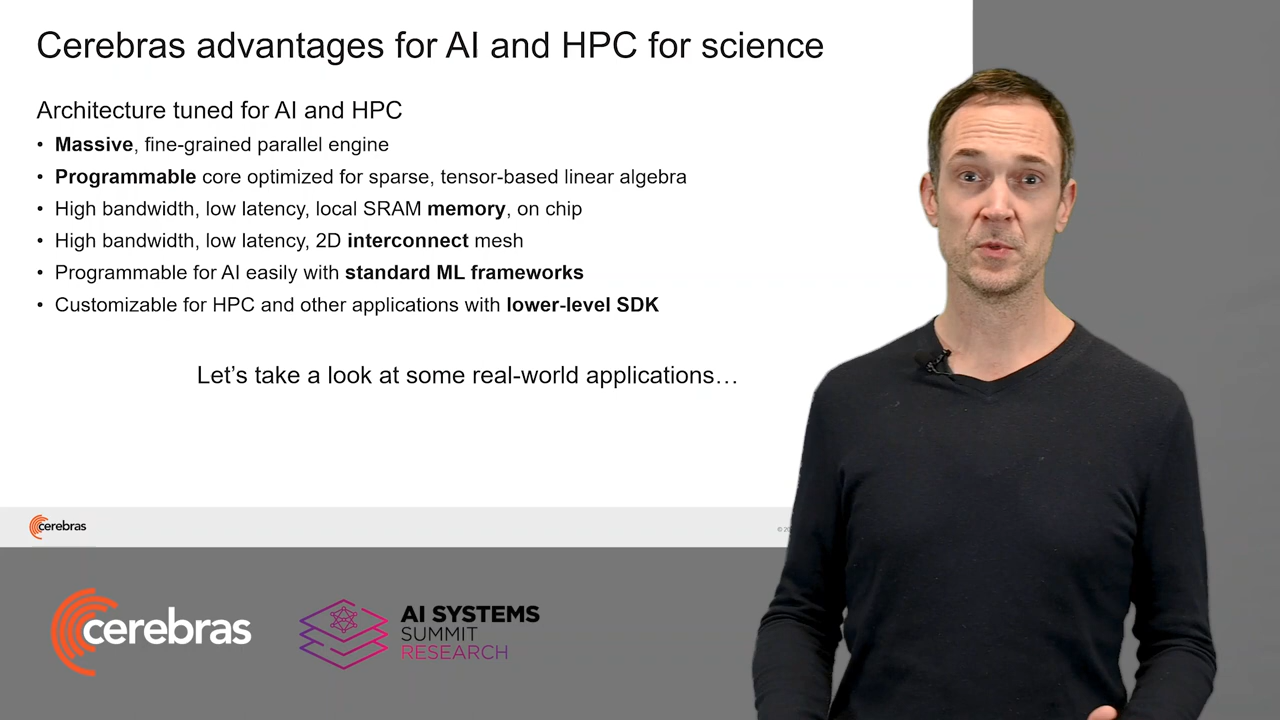 Cerebras advantages for AI and HPC for science
Architecture tuned for AI and HPC
• Massive, fine-grained parallel engine
• Programmable core optimized for sparse, tensor-based linear algebra
• High bandwidth, low latency, local SRAM memory, on chip
• High bandwidth, low latency, 2D interconnect mesh
• Programmable for AI easily with standard ML frameworks
• Customizable for HPC and other applications with lower-level SDK
Let’s take a look at some real-world applications…
cerebras
cerebras
AI SYSTEMS
SUMMIT
RESEARCH